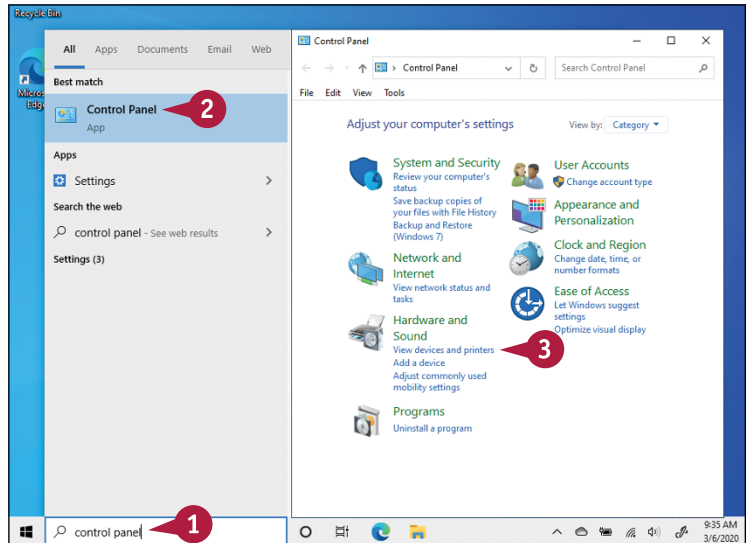 Recycle Bin
All Apps Documents Email Web
Micros
Edge
Best match
Control Panel
App
2
Apps
Settings
Search the web
control panel - See web results
Settings (3)
control panel
1
Control Panel
Control Panel
Search Control Panel
File Edit View Tools
Adjust your computer's settings
View by: Category
System and Security
Review your computer's
status
Save backup copies of
your files with File History
Backup and Restore
(Windows 7)
Network and
Internet
View network status and
tasks
Hardware and
Sound
View devices and printers
3
Add a device
Adjust commonly used
mobility settings
Programs
Uninstall a program
User Accounts
Change account type
Appearance and
Personalization
Clock and Region
Change date, time, or
number formats
Ease of Access
Let Windows suggest
settings
Optimize visual display
9:35 AM
3/6/2020